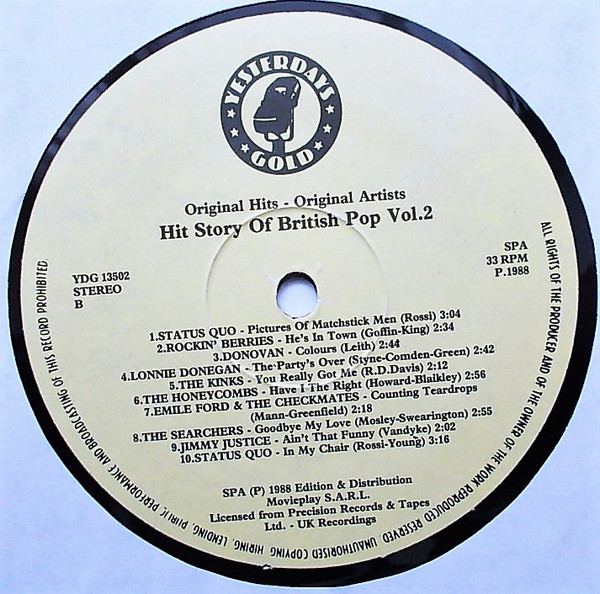 YESTERDAYS
GOLD
Original Hits - Original Artists
Hit Story Of British Pop Vol.2
YDG 13502
STEREO
B
SPA
33 RPM
P.1988
1.STATUS QUO - Pictures Of Matchstick Men (Rossi) 3:04
2.ROCKIN' BERRIES - He's In Town (Goffin-King) 2:34
3.DONOVAN - Colours (Leith) 2:44
4.LONNIE DONEGAN - The Party's Over (Styne-Comden-Green) 2:42
5.THE KINKS - You Really Got Me (R.D.Davis) 2:12
6.THE HONEYCOMBS - Have I The Right (Howard-Blaikley) 2:56
7.EMILE FORD & THE CHECKMATES - Counting Teardrops
(Mann-Greenfield) 2:18
8.THE SEARCHERS - Goodbye My Love (Mosley-Swearington) 2:55
9.JIMMY JUSTICE - Ain't That Funny (Vandyke) 2:02
10.STATUS QUO - In My Chair (Rossi-Young) 3:16
SPA (P) 1988 Edition & Distribution
Movieplay S.A.R.L.
Licensed from Precision Records & Tapes
Ltd. - UK Recordings
ALL RIGHTS OF THE PRODUCER AND OF THE OWNER OF THE WORK REPRODUCED RESERVED. UNAUTHORISED COPYING HIRING, LENDING, PUBLIC PERFORMANCE AND BROADCASTING OF THIS RECORD PROHIBITED.